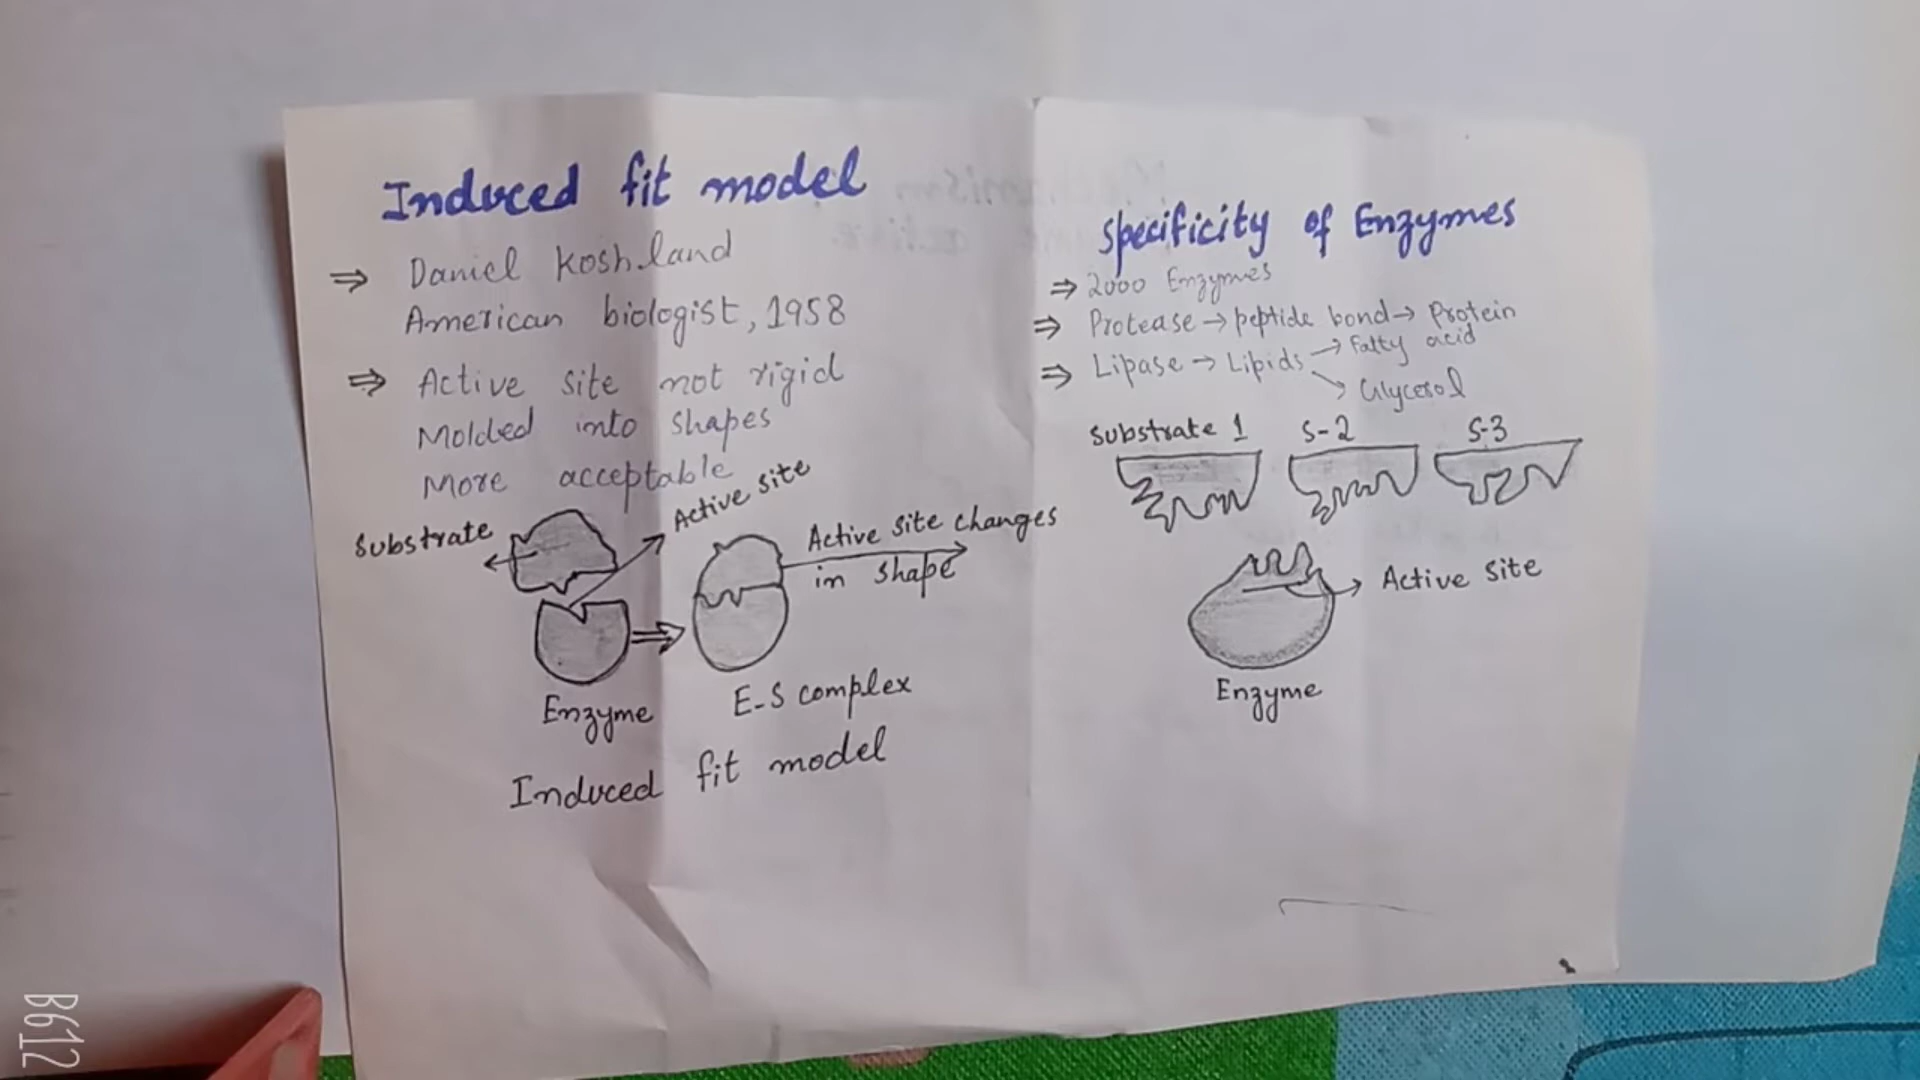 Induced fit model
⇒ Daniel Koshland
American biologist, 1958
⇒ Active site not rigid
Molded into shapes
More acceptable
Substrate
Active site
Active site changes
in shape
Enzyme
E-S complex
Induced fit model
Specificity of Enzymes
⇒ 2000 Enzymes
⇒ Protease → peptide bond → Protein
⇒ Lipase → Lipids → Fatty acid
→ Glycerol
Substrate 1 S-2 S-3
Active site
Enzyme
B612